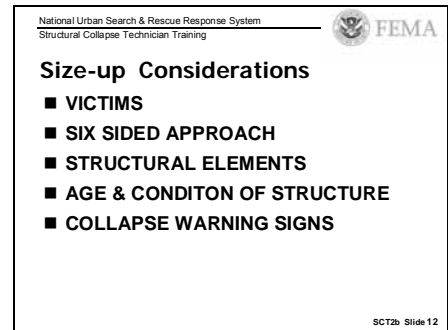 National Urban Search & Rescue Response System
Structural Collapse Technician Training
FEMA
Size-up Considerations
■ VICTIMS
■ SIX SIDED APPROACH
■ STRUCTURAL ELEMENTS
■ AGE & CONDITON OF STRUCTURE
■ COLLAPSE WARNING SIGNS
SCT2b Slide 12